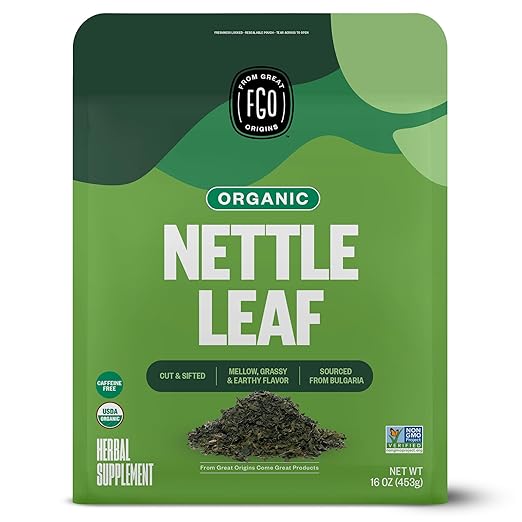 FRESHNESS LOCKED • RESEALABLE POUCH • TEAR ACROSS TO OPEN
FROM GREAT
FGO
ORIGINS
ORGANIC
NETTLE
LEAF
CUT & SIFTED
MELLOW, GRASSY
& EARTHY FLAVOR
SOURCED
FROM BULGARIA
CAFFEINE
FREE
USDA
ORGANIC
HERBAL
SUPPLEMENT
From Great Origins Come Great Products
NON
GMO
Project
VERIFIED
nongmoproject.org
NET WT
16 OZ (453g)